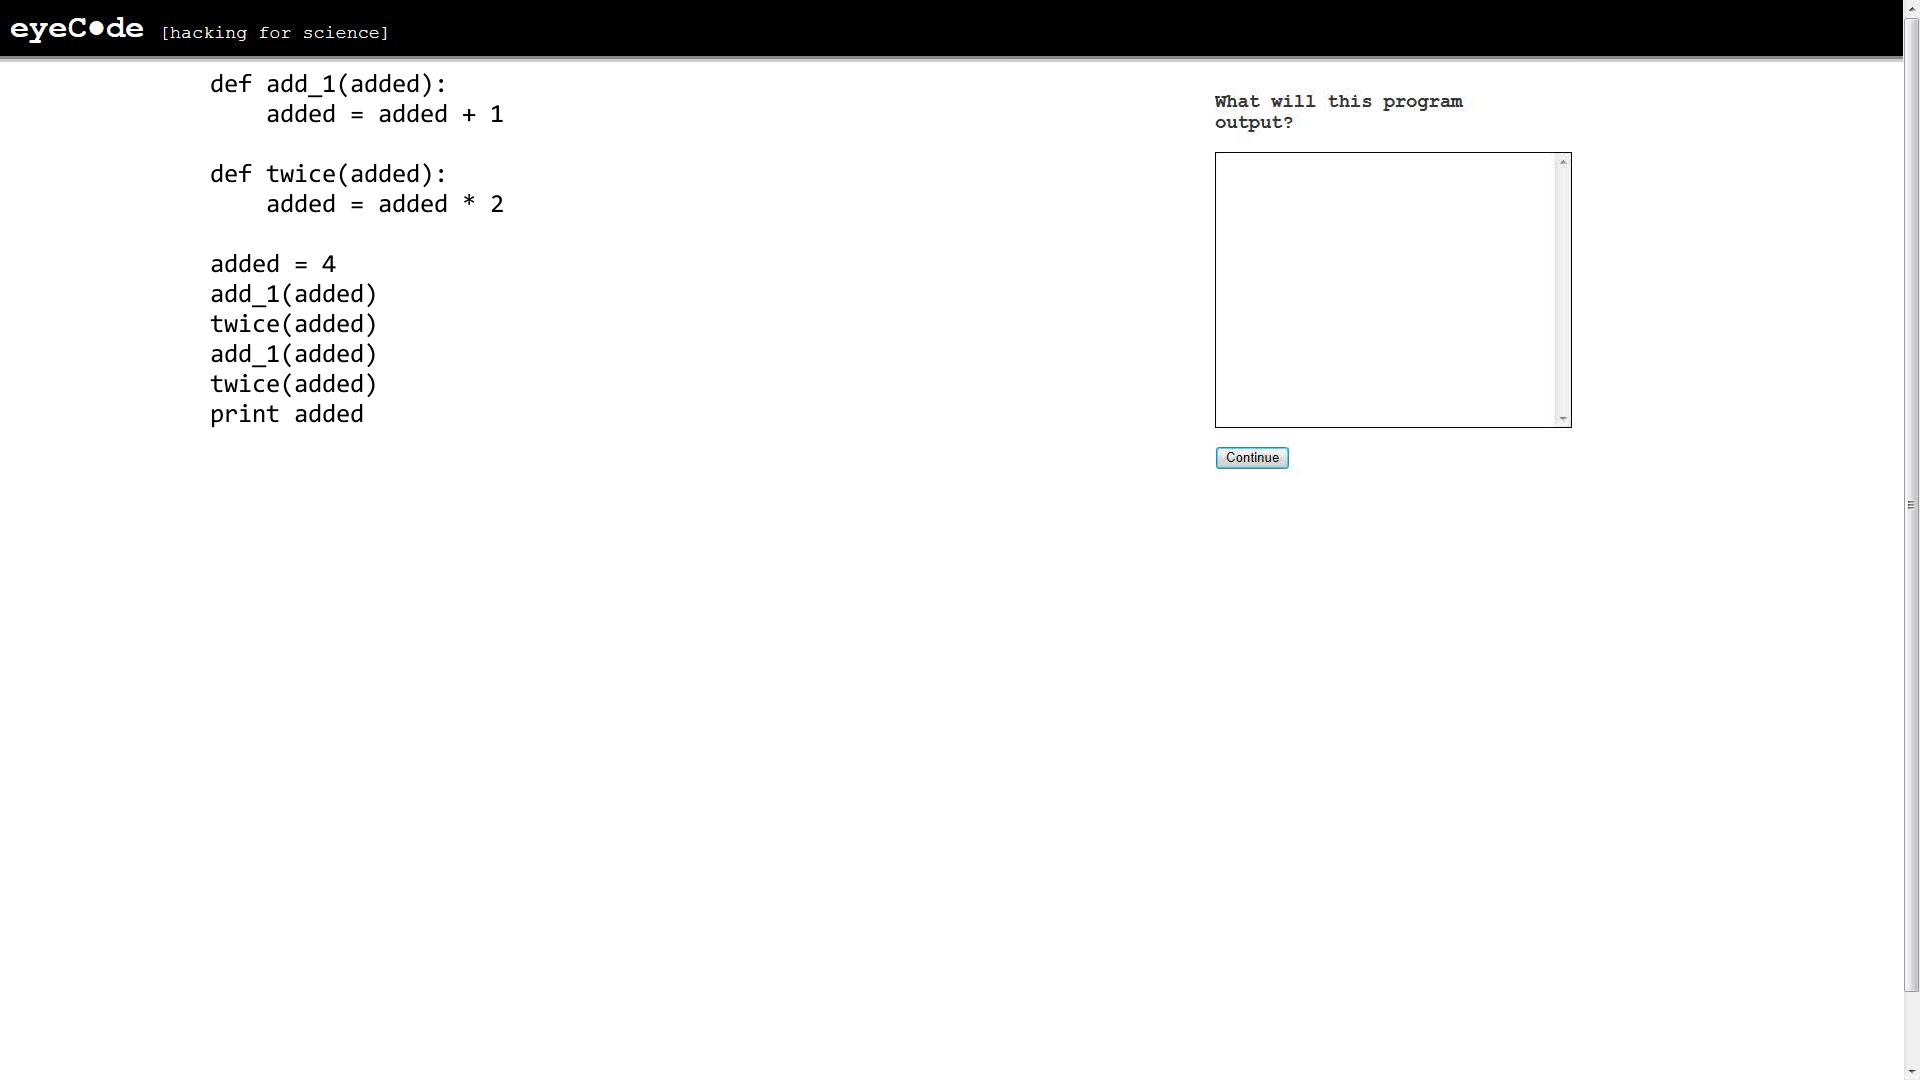 eyeC●de [hacking for science]
def add_1(added):
    added = added + 1
def twice(added):
    added = added * 2
added = 4
add_1(added)
twice(added)
add_1(added)
twice(added)
print added
What will this program
output?
Continue